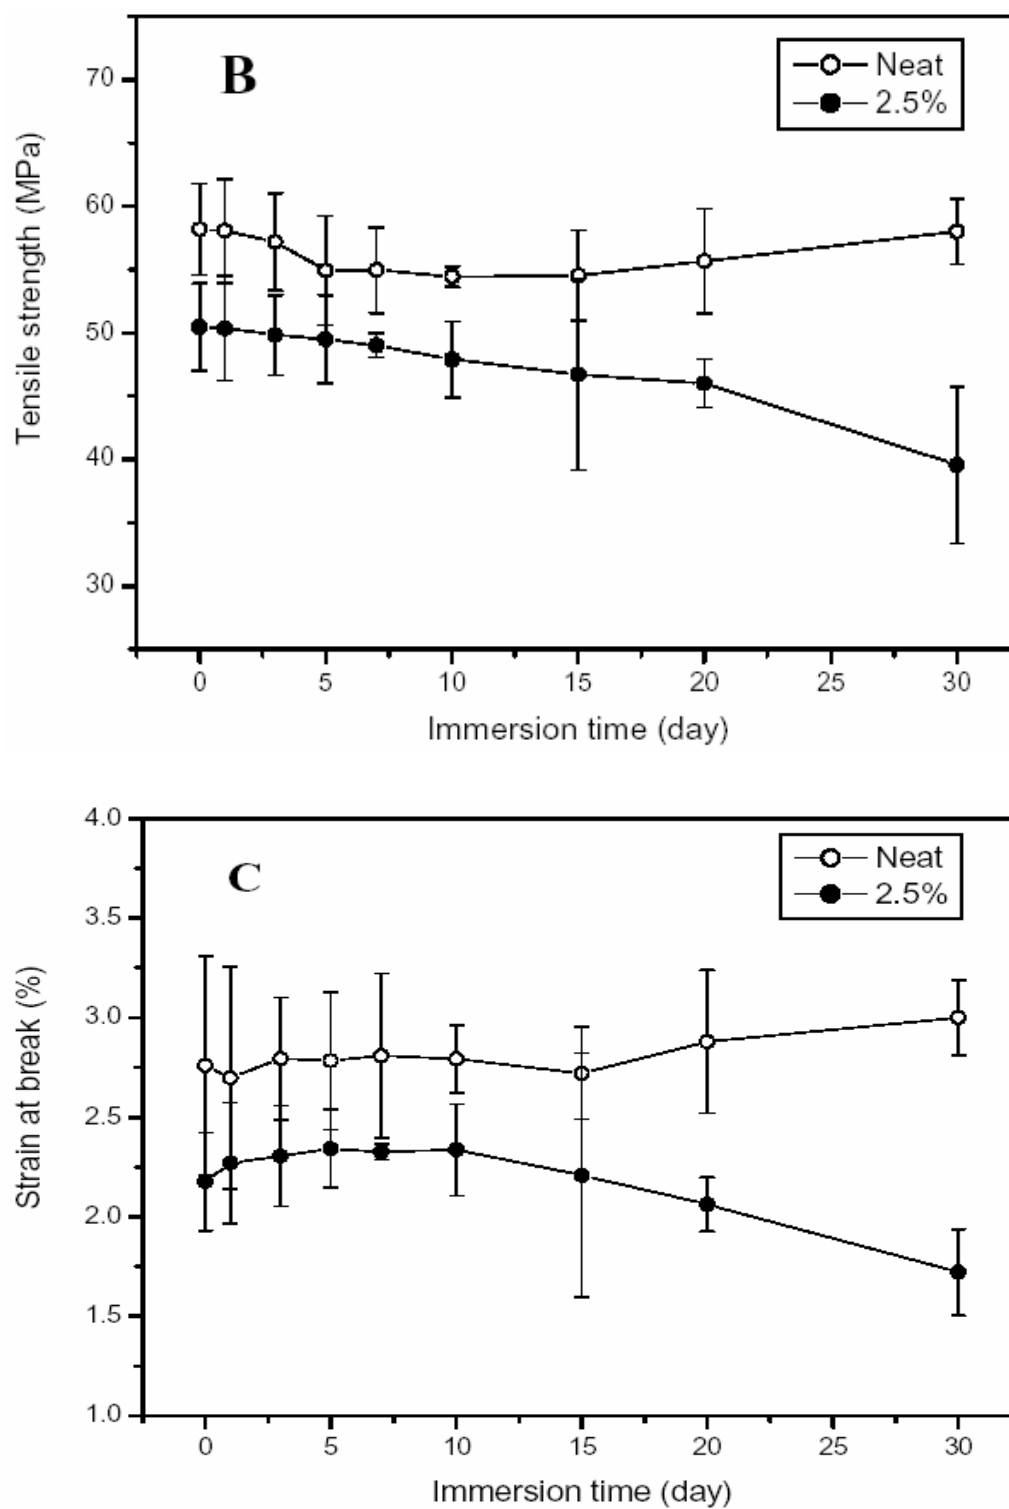 B
Neat
2.5%
70
60
50
40
30
Tensile strength (MPa)
0 5 10 15 20 25 30
Immersion time (day)
C
Neat
2.5%
4.0
3.5
3.0
2.5
2.0
1.5
1.0
Strain at break (%)
0 5 10 15 20 25 30
Immersion time (day)